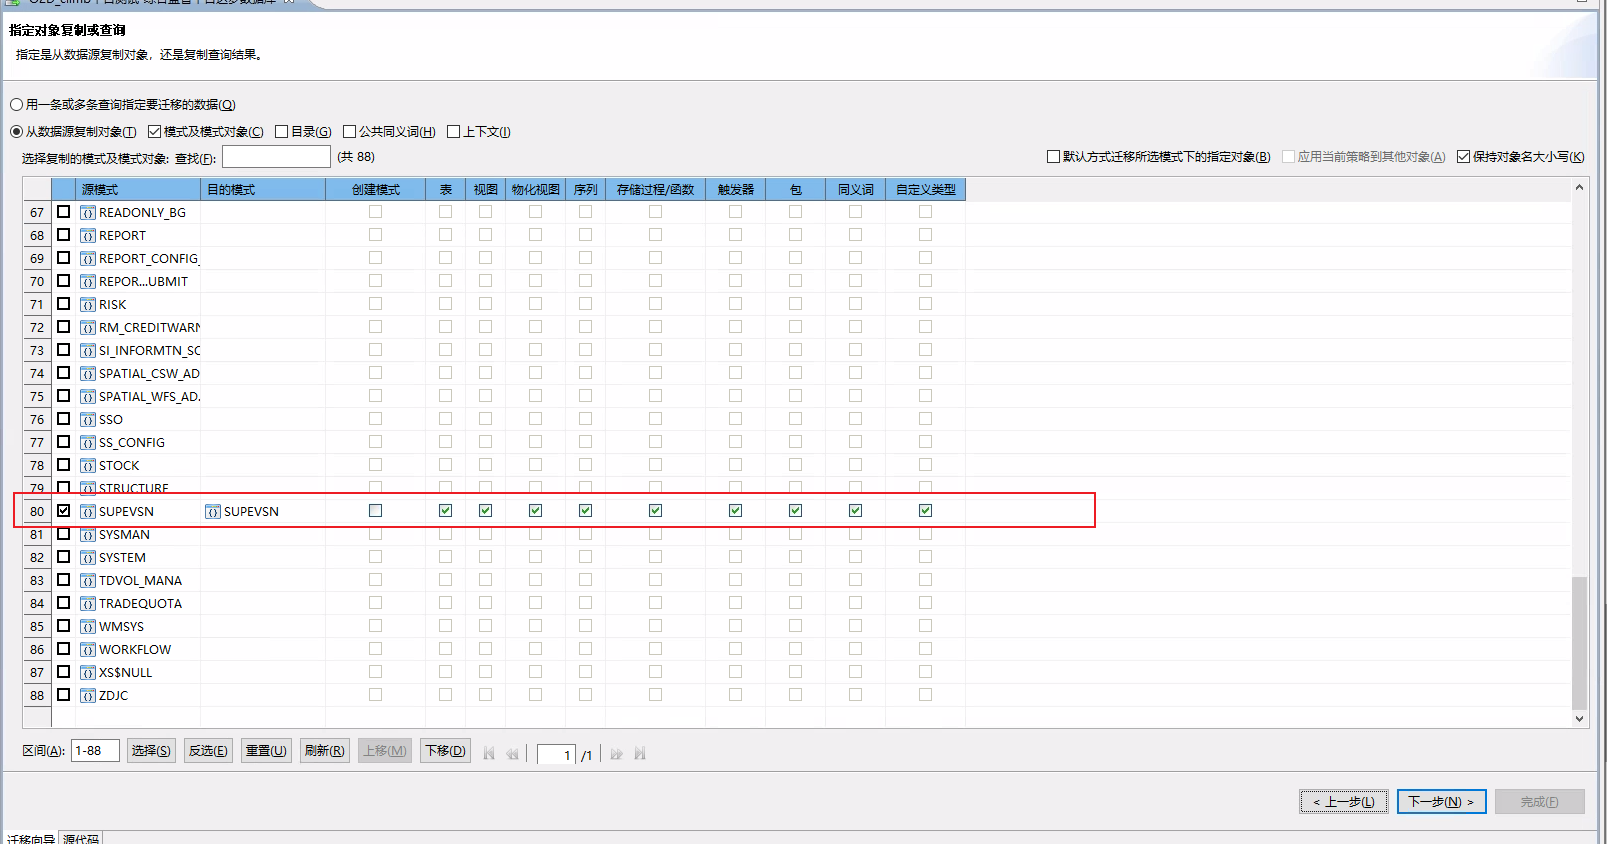 指定对象复制或查询
指定是从数据源复制对象，还是复制查询结果。
用一条或多条查询指定要迁移的数据(Q)
从数据源复制对象(T) 模式及模式对象(C) 目录(G) 公共同义词(H) 上下文(I)
选择复制的模式及模式对象: 查找(F): (共 88) 默认方式迁移所选模式下的指定对象(B) 应用当前策略到其他对象(A) 保持对象名大小写(K)
源模式 目的模式 创建模式 表 视图 物化视图 序列 存储过程/函数 触发器 包 同义词 自定义类型
67 READONLY_BG
68 REPORT
69 REPORT_CONFIG_
70 REPOR...UBMIT
71 RISK
72 RM_CREDITWARN
73 SI_INFORMTN_SC
74 SPATIAL_CSW_AD
75 SPATIAL_WFS_AD
76 SSO
77 SS_CONFIG
78 STOCK
79 STRUCTURE
80 SUPEVSN SUPEVSN
81 SYSMAN
82 SYSTEM
83 TDVOL_MANA
84 TRADEQUOTA
85 WMSYS
86 WORKFLOW
87 XS$NULL
88 ZDJC
区间(A): 1-88 选择(S) 反选(E) 重置(U) 刷新(R) 上移(M) 下移(D) 1 /1
< 上一步(L) 下一步(N) > 完成(F)
迁移向导 源代码